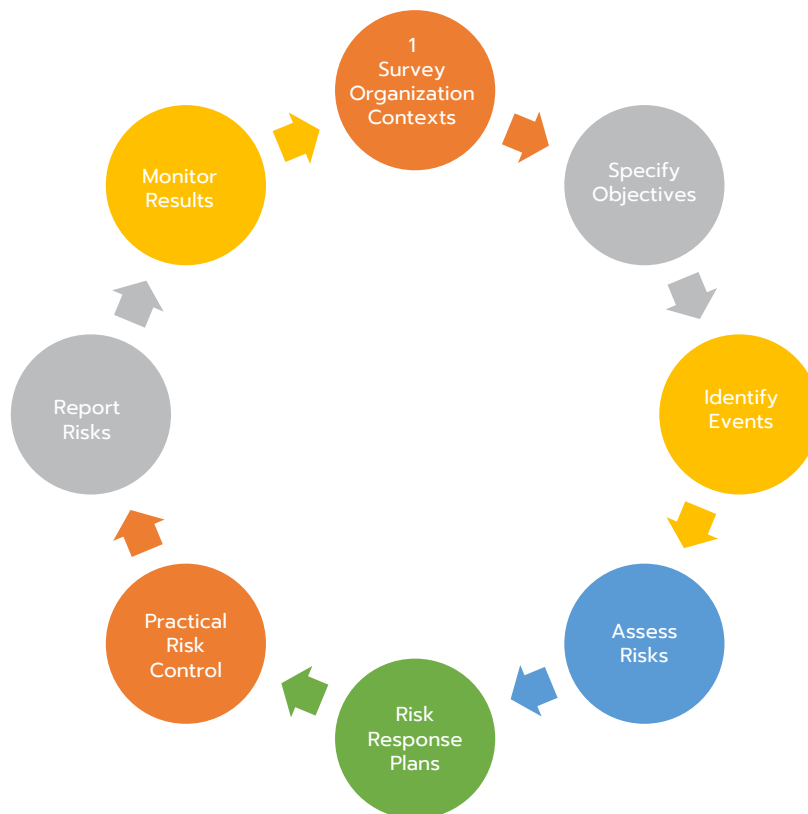 1
Survey
Organization
Contexts
Specify
Objectives
Identify
Events
Assess
Risks
Risk
Response
Plans
Practical
Risk
Control
Report
Risks
Monitor
Results